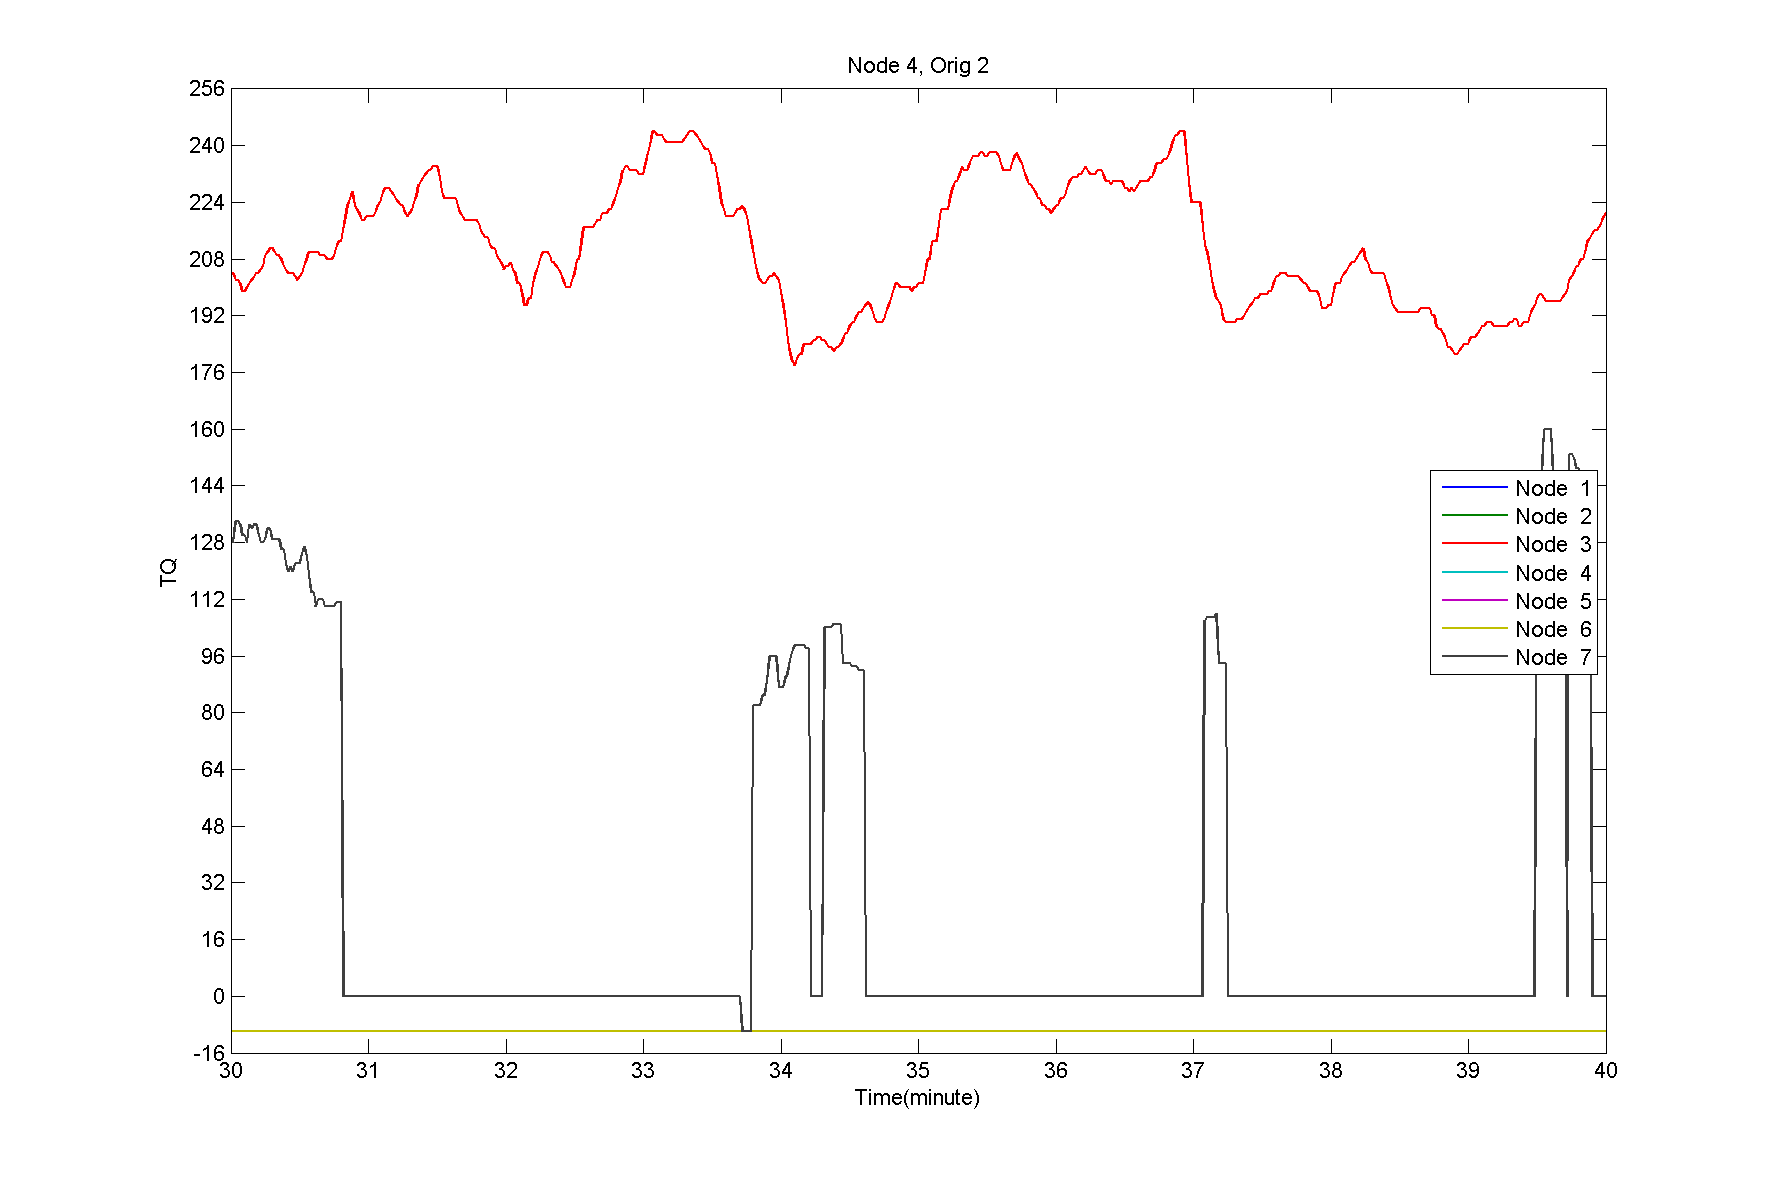 Node 4, Orig 2
256
240
224
208
192
176
160
144
128
112
96
80
64
48
32
16
0
-16
TQ
30 31 32 33 34 35 36 37 38 39 40
Time(minute)
Node 1
Node 2
Node 3
Node 4
Node 5
Node 6
Node 7